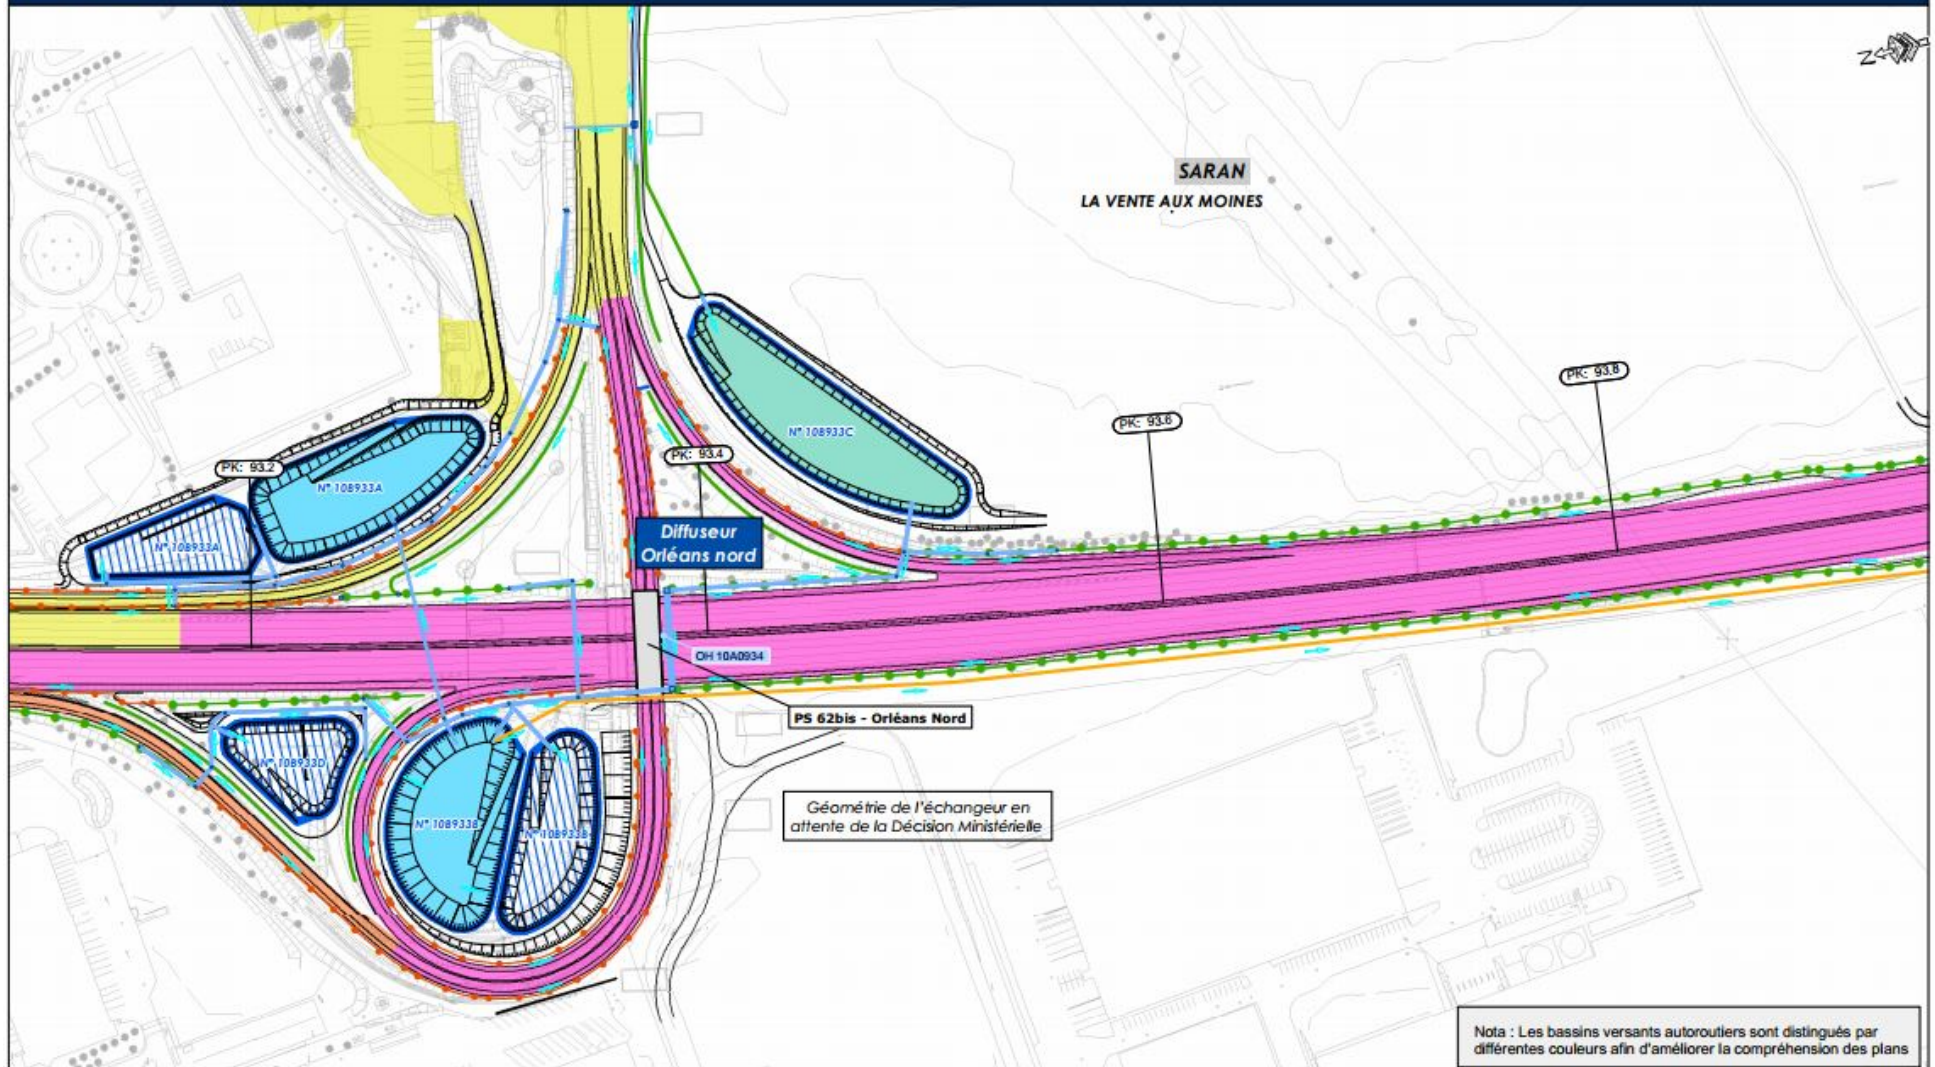 Z
SARAN
LA VENTE AUX MOINES
PK: 93.8
PK: 93.6
N° 108933C
PK: 93.4
PK: 93.2
N° 108933A
Diffuseur
Orléans nord
N° 108933A
OH 10A0934
PS 62bis - Orléans Nord
N° 108933D
Géométrie de l'échangeur en
attente de la Décision Ministérielle
N° 108933B
N° 108933B
Nota : Les bassins versants autoroutiers sont distingués par
différentes couleurs afin d'améliorer la compréhension des plans